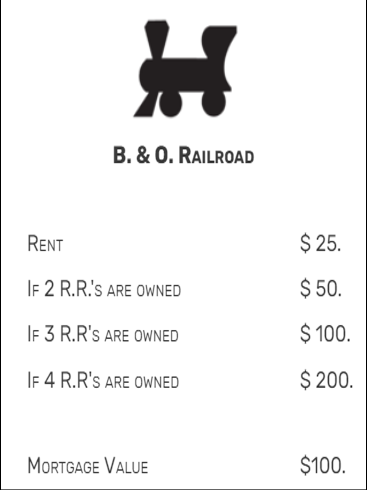 B. & O. Railroad
Rent $ 25.
If 2 R.R.'s are owned $ 50.
If 3 R.R's are owned $ 100.
If 4 R.R's are owned $ 200.
Mortgage Value $100.